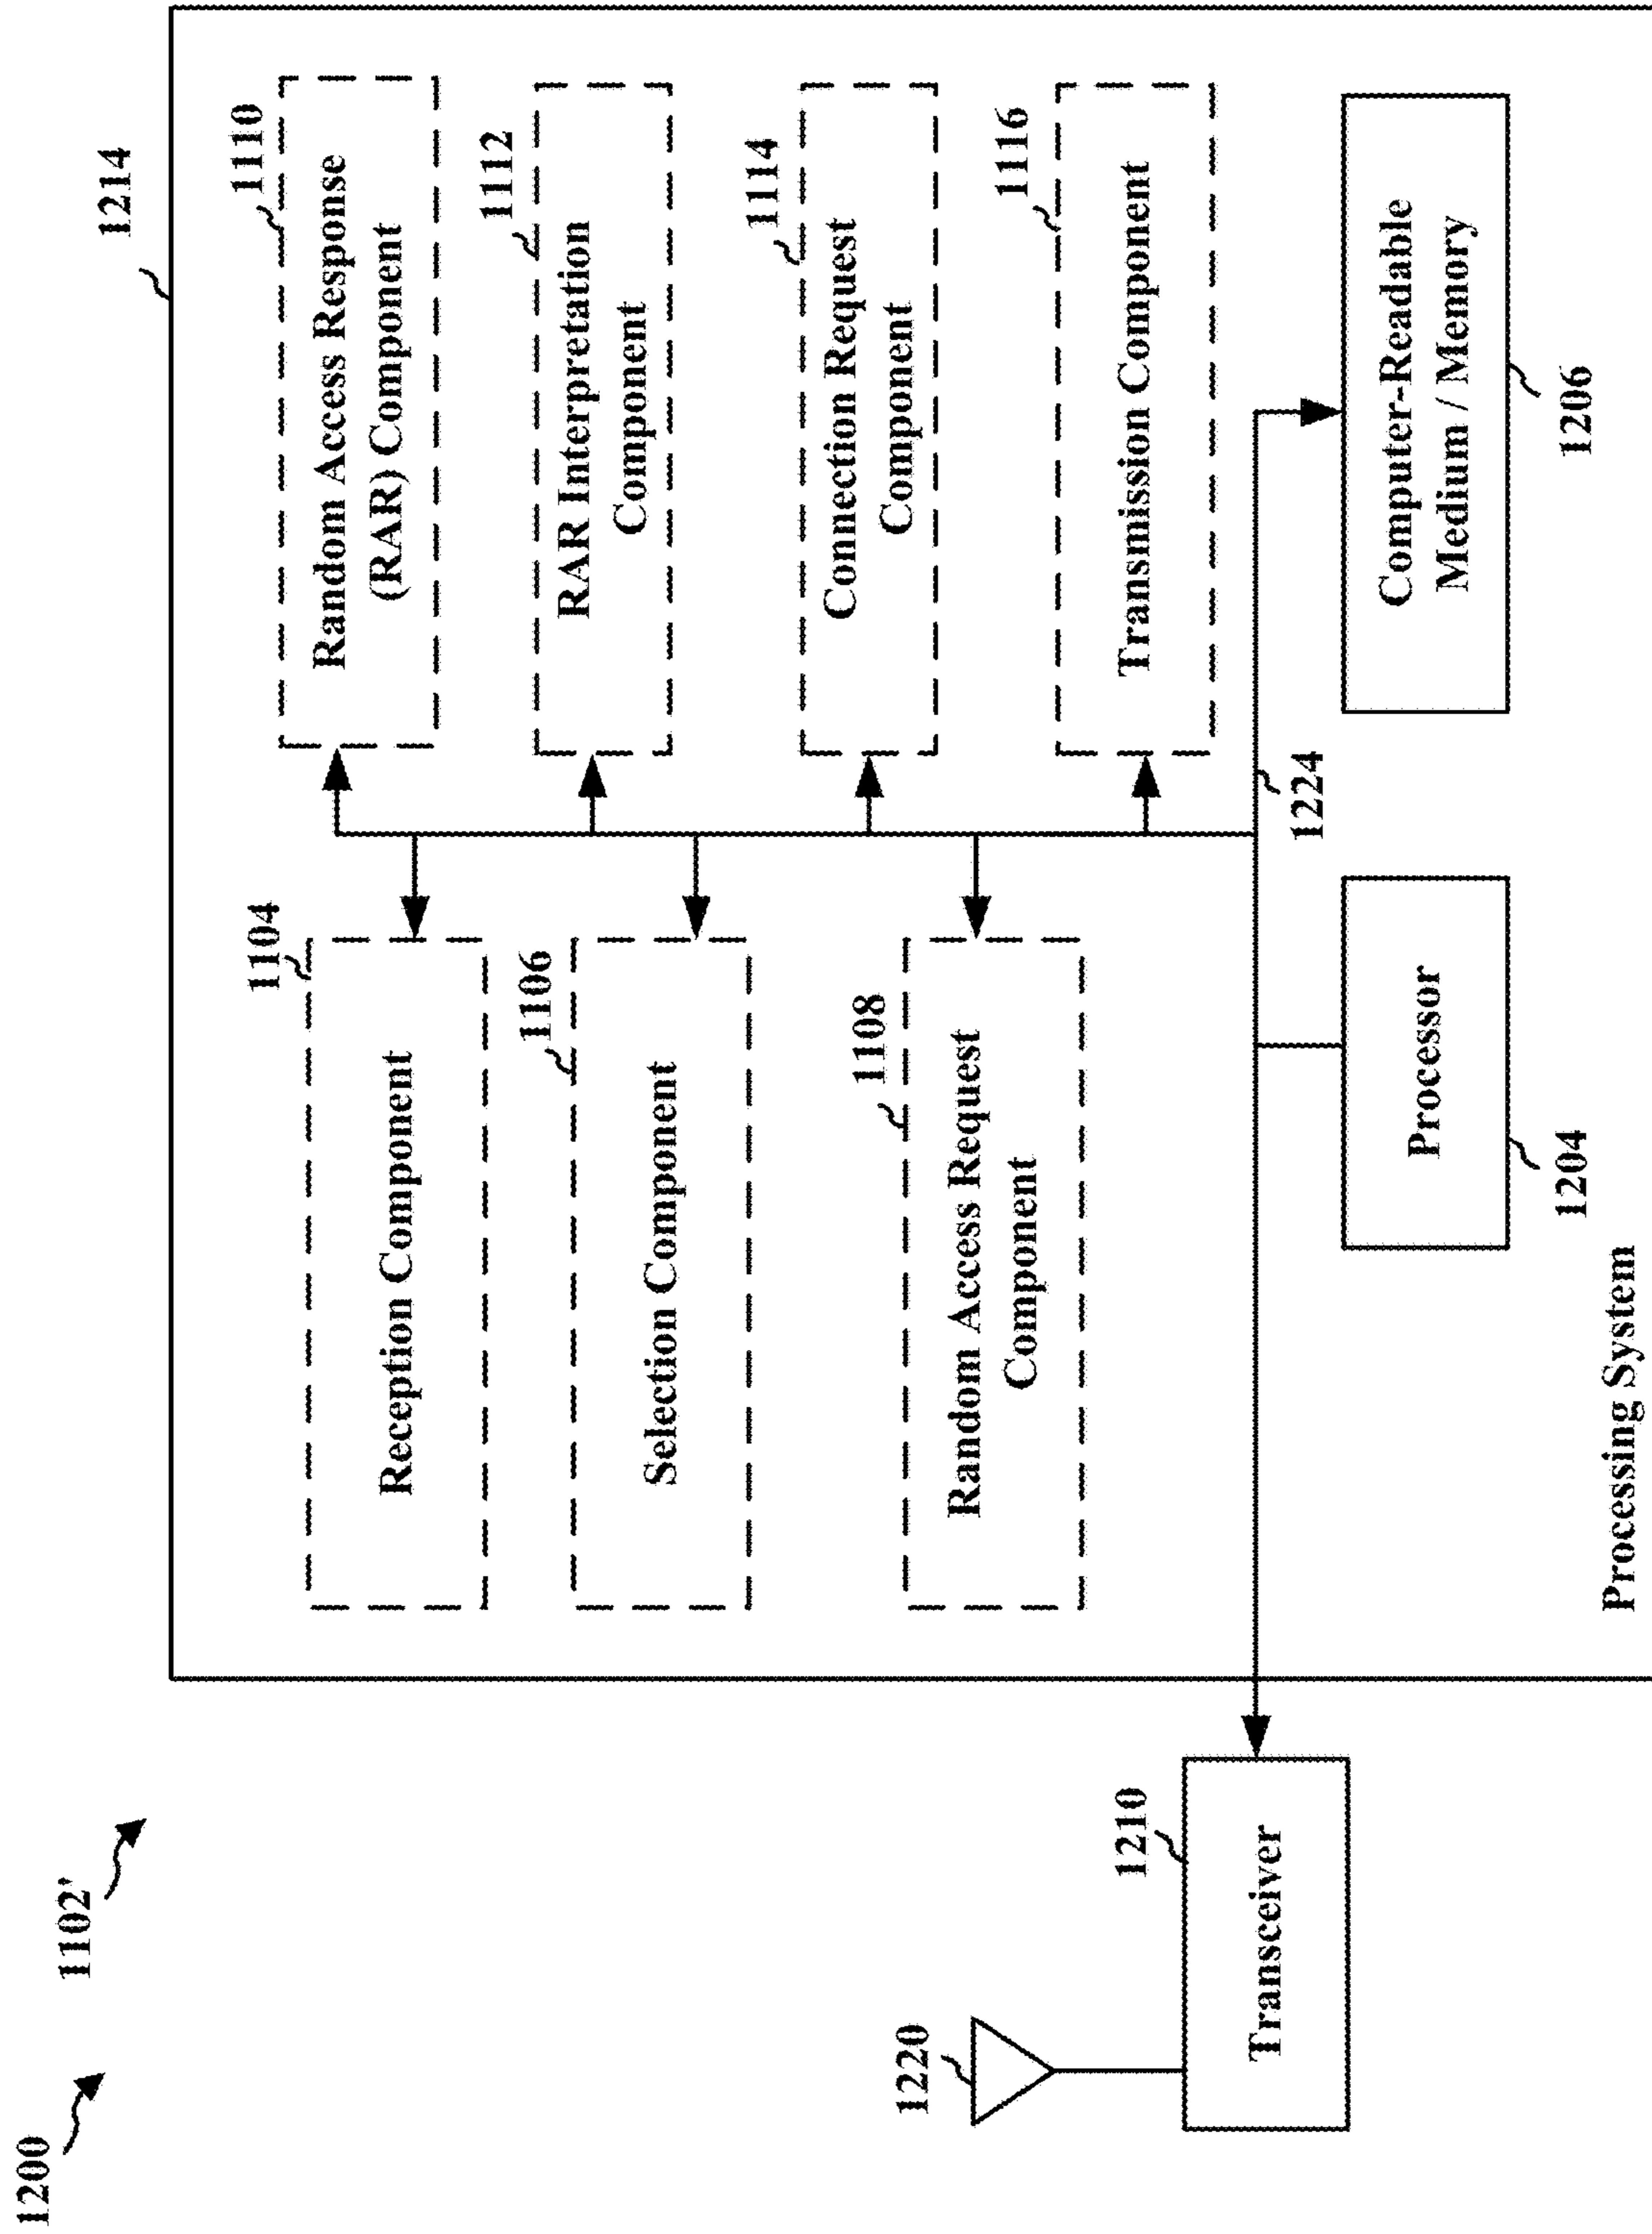 1200
1102'
1214
1104
Reception Component
1110
Random Access Response
(RAR) Component
1106
Selection Component
1112
RAR Interpretation
Component
1108
Random Access Request
Component
1114
Connection Request
Component
1116
Transmission Component
1220
1210
Transceiver
1224
Processor
1204
Computer-Readable
Medium / Memory
1206
Processing System